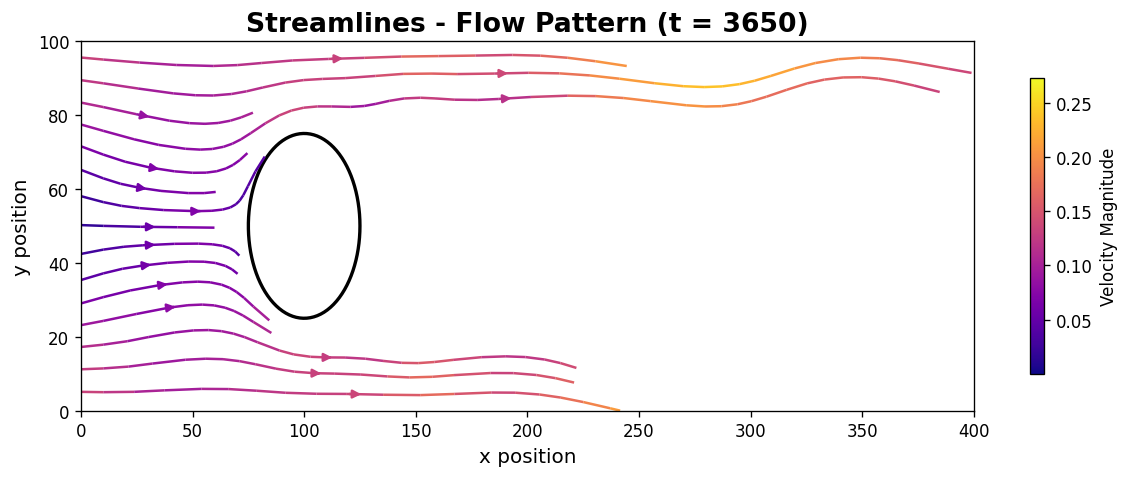 Streamlines - Flow Pattern (t = 3650)
100
80
60
40
20
0
y position
0 50 100 150 200 250 300 350 400
x position
0.25
0.20
0.15
0.10
0.05
Velocity Magnitude